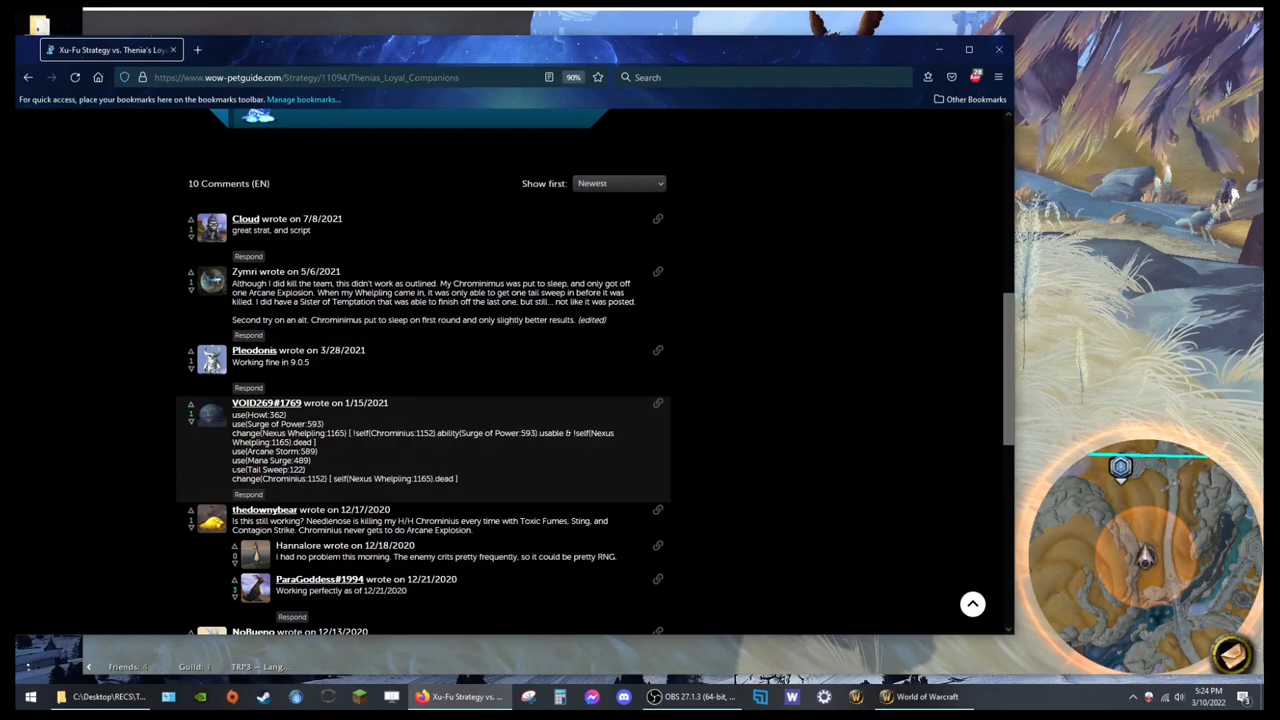 Xu-Fu Strategy vs. Thenia's Loy
https://www.wow-petguide.com/Strategy/11094/Thenias_Loyal_Companions
90%
Search
28
For quick access, place your bookmarks here on the bookmarks toolbar. Manage bookmarks...
Other Bookmarks
10 Comments (EN)
Show first:
Newest
Cloud wrote on 7/8/2021
1
great strat, and script
Respond
Zymri wrote on 5/6/2021
1
Although I did kill the team, this didn't work as outlined. My Chrominimus was put to sleep, and only got off
one Arcane Explosion. When my Whelpling came in, it was only able to get one tail sweep in before it was
killed. I did have a Sister of Temptation that was able to finish off the last one, but still... not like it was posted.
Second try on an alt. Chrominimus put to sleep on first round and only slightly better results. (edited)
Respond
Pleodonis wrote on 3/28/2021
1
Working fine in 9.0.5
Respond
VOID269#1769 wrote on 1/15/2021
1
use(Howl:362)
use(Surge of Power:593)
change(Nexus Whelpling:1165) [ !self(Chrominius:1152).ability(Surge of Power:593).usable & !self(Nexus
Whelpling:1165).dead ]
use(Arcane Storm:589)
use(Mana Surge:489)
use(Tail Sweep:122)
change(Chrominius:1152) [ self(Nexus Whelpling:1165).dead ]
Respond
thedownybear wrote on 12/17/2020
1
Is this still working? Needlenose is killing my H/H Chrominius every time with Toxic Fumes, Sting, and
Contagion Strike. Chrominius never gets to do Arcane Explosion.
Hannalore wrote on 12/18/2020
0
I had no problem this morning. The enemy crits pretty frequently, so it could be pretty RNG.
ParaGoddess#1994 wrote on 12/21/2020
3
Working perfectly as of 12/21/2020
Respond
NoBueno wrote on 12/13/2020
Friends: 4
Guild: 1
TRP3 — Lang...
C:\Desktop\RECS\T...
Xu-Fu Strategy vs. ...
OBS 27.1.3 (64-bit, ...
W
World of Warcraft
5:24 PM
3/10/2022
3